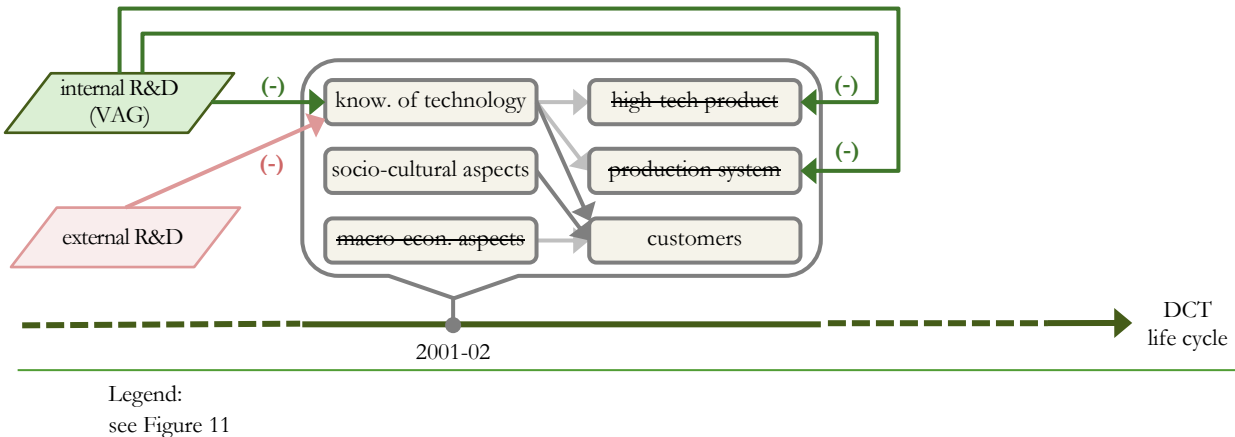 internal R&D
(VAG)
(-)
know. of technology
high-tech product
(-)
(-)
socio-cultural aspects
production system
(-)
external R&D
macro-econ. aspects
customers
2001-02
DCT
life cycle
Legend:
see Figure 11